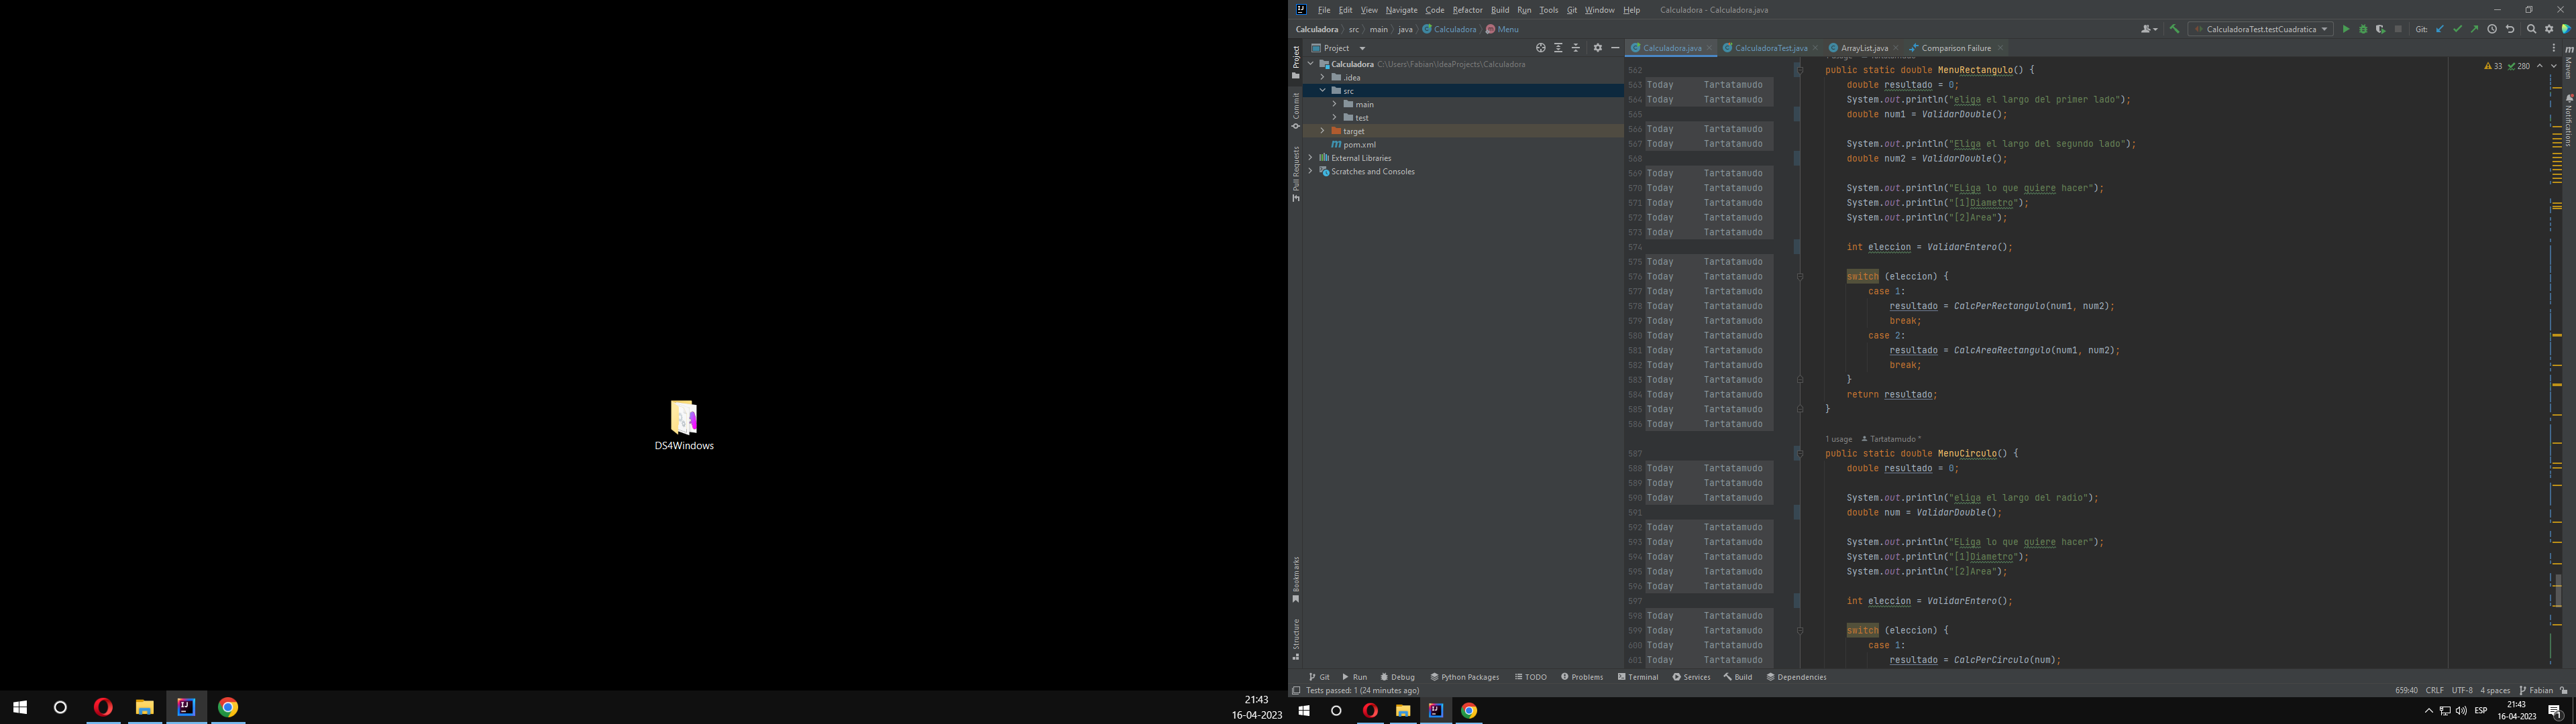 DS4Windows
21:43
16-04-2023
File Edit View Navigate Code Refactor Build Run Tools Git Window Help Calculadora - Calculadora.java
Calculadora src main java Calculadora Menu
CalculadoraTest.testCuadratica Git:
Project
Calculadora.java CalculadoraTest.java ArrayList.java Comparison Failure
Calculadora C:\Users\Fabian\IdeaProjects\Calculadora
.idea
src
main
test
target
pom.xml
External Libraries
Scratches and Consoles
Project
Commit
Pull Requests
Bookmarks
Structure
Maven
Notifications
33 280
562 public static double MenuRectangulo() {
563 Today Tartatamudo double resultado = 0;
564 Today Tartatamudo System.out.println("eliga el largo del primer lado");
565 double num1 = ValidarDouble();
566 Today Tartatamudo
567 Today Tartatamudo System.out.println("Eliga el largo del segundo lado");
568 double num2 = ValidarDouble();
569 Today Tartatamudo
570 Today Tartatamudo System.out.println("ELiga lo que quiere hacer");
571 Today Tartatamudo System.out.println("[1]Diametro");
572 Today Tartatamudo System.out.println("[2]Area");
573 Today Tartatamudo
574 int eleccion = ValidarEntero();
575 Today Tartatamudo
576 Today Tartatamudo switch (eleccion) {
577 Today Tartatamudo case 1:
578 Today Tartatamudo resultado = CalcPerRectangulo(num1, num2);
579 Today Tartatamudo break;
580 Today Tartatamudo case 2:
581 Today Tartatamudo resultado = CalcAreaRectangulo(num1, num2);
582 Today Tartatamudo break;
583 Today Tartatamudo }
584 Today Tartatamudo return resultado;
585 Today Tartatamudo }
586 Today Tartatamudo
1 usage Tartatamudo *
587 public static double MenuCirculo() {
588 Today Tartatamudo double resultado = 0;
589 Today Tartatamudo
590 Today Tartatamudo System.out.println("eliga el largo del radio");
591 double num = ValidarDouble();
592 Today Tartatamudo
593 Today Tartatamudo System.out.println("ELiga lo que quiere hacer");
594 Today Tartatamudo System.out.println("[1]Diametro");
595 Today Tartatamudo System.out.println("[2]Area");
596 Today Tartatamudo
597 int eleccion = ValidarEntero();
598 Today Tartatamudo
599 Today Tartatamudo switch (eleccion) {
600 Today Tartatamudo case 1:
601 Today Tartatamudo resultado = CalcPerCirculo(num);
Git Run Debug Python Packages TODO Problems Terminal Services Build Dependencies
Tests passed: 1 (24 minutes ago) 659:40 CRLF UTF-8 4 spaces Fabian
ESP
21:43
16-04-2023